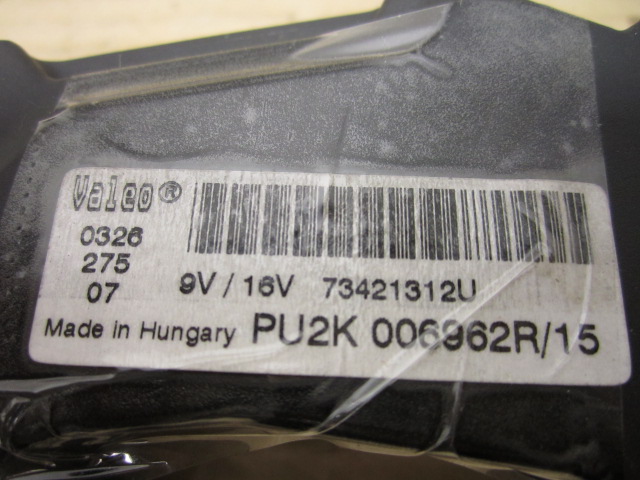 Valeo®
0326
275
07
9V / 16V 73421312U
Made in Hungary PU2K 006962R/15